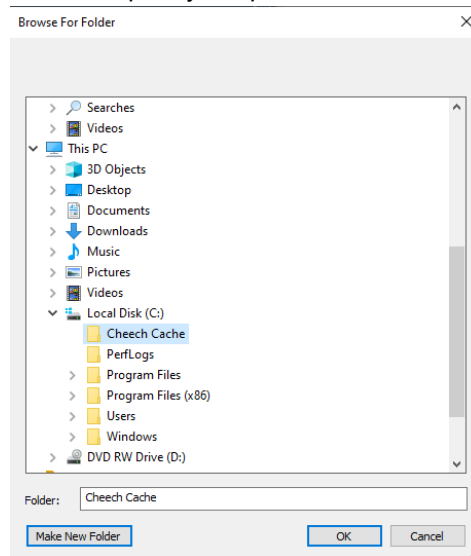 Browse For Folder
Searches
Videos
This PC
3D Objects
Desktop
Documents
Downloads
Music
Pictures
Videos
Local Disk (C:)
Cheech Cache
PerfLogs
Program Files
Program Files (x86)
Users
Windows
DVD RW Drive (D:)
Folder: Cheech Cache
Make New Folder OK Cancel